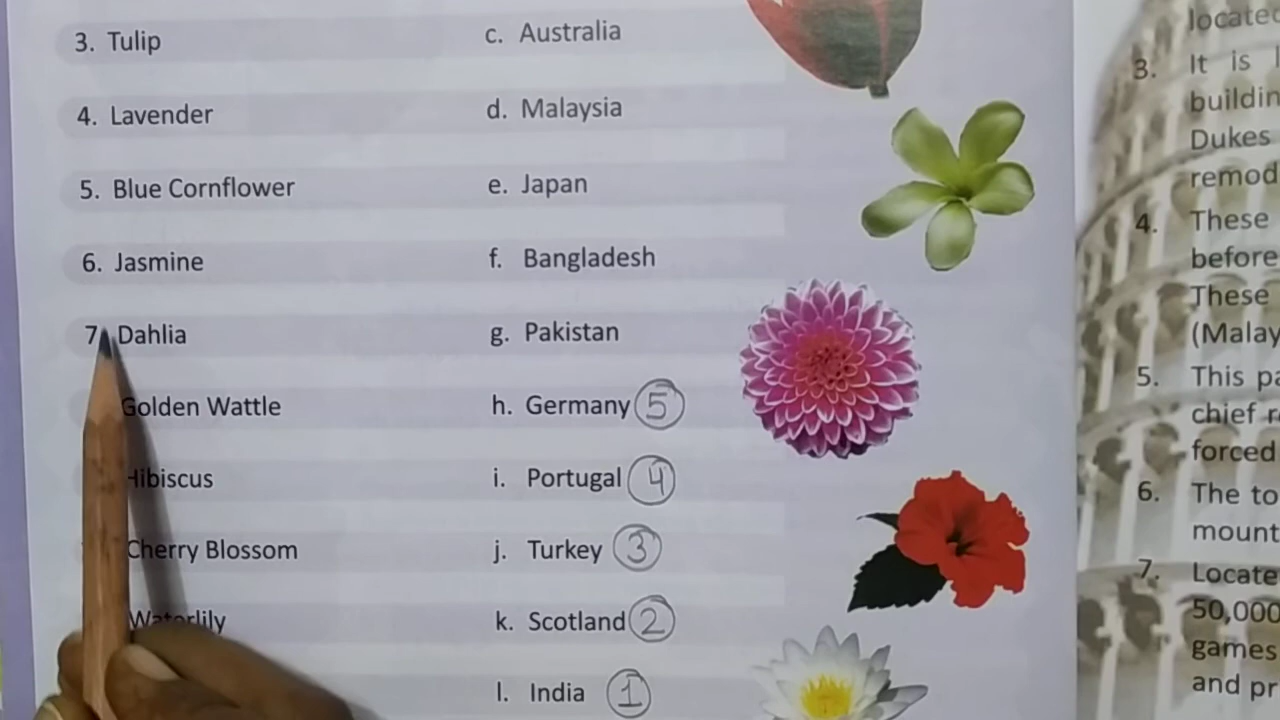 3. Tulip
c. Australia
4. Lavender
d. Malaysia
5. Blue Cornflower
e. Japan
6. Jasmine
f. Bangladesh
7. Dahlia
g. Pakistan
Golden Wattle
h. Germany 5
Hibiscus
i. Portugal 4
Cherry Blossom
j. Turkey 3
Waterlily
k. Scotland 2
l. India 1
located
3. It is
buildin
Dukes
remod
4. These
before
These
(Malay
5. This pa
chief r
forced
6. The to
mount
7. Locate
50,000
games
and pr